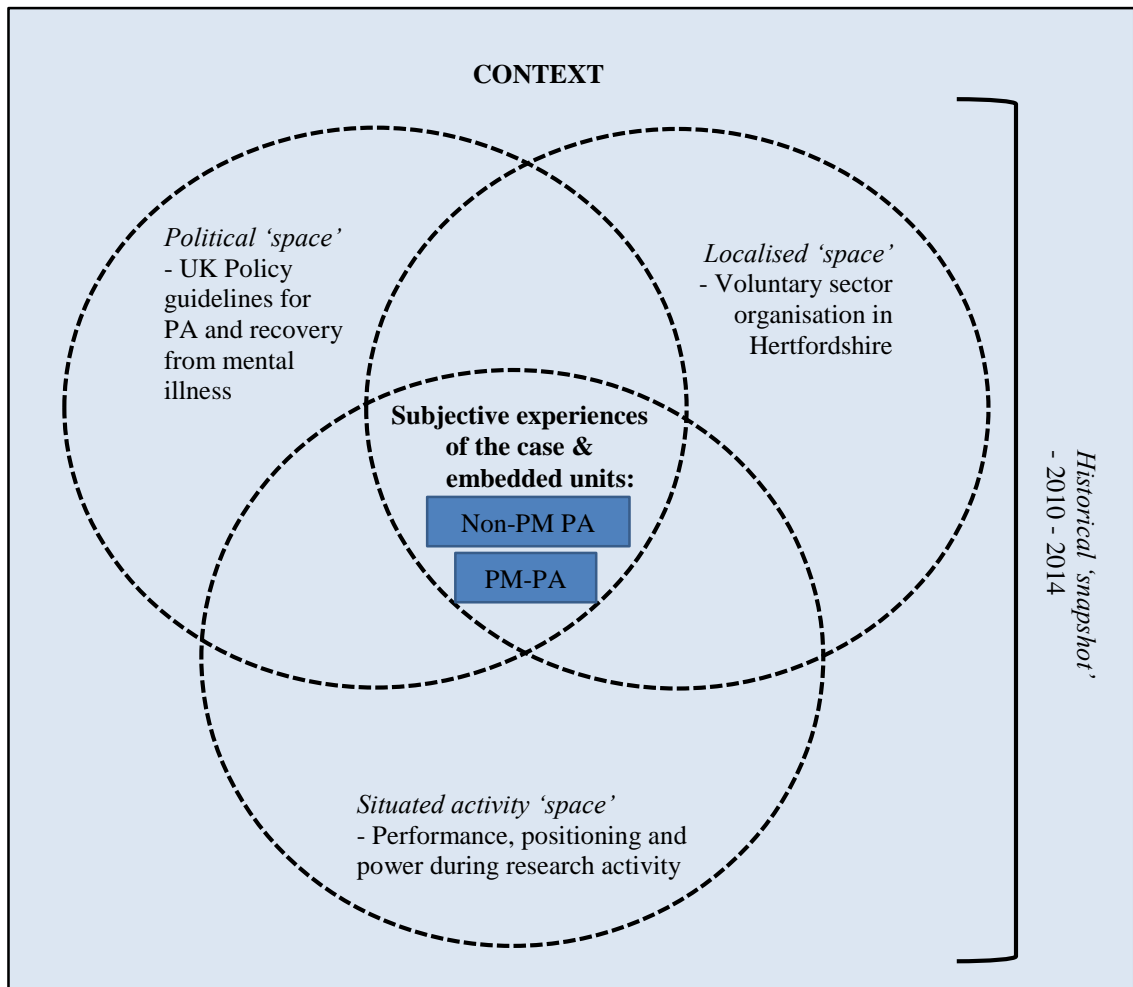 CONTEXT
Political ‘space’
- UK Policy
guidelines for
PA and recovery
from mental
illness
Localised ‘space’
- Voluntary sector
organisation in
Hertfordshire
Subjective experiences
of the case &
embedded units:
Non-PM PA
PM-PA
Situated activity ‘space’
- Performance, positioning and
power during research activity
Historical ‘snapshot’
- 2010 - 2014